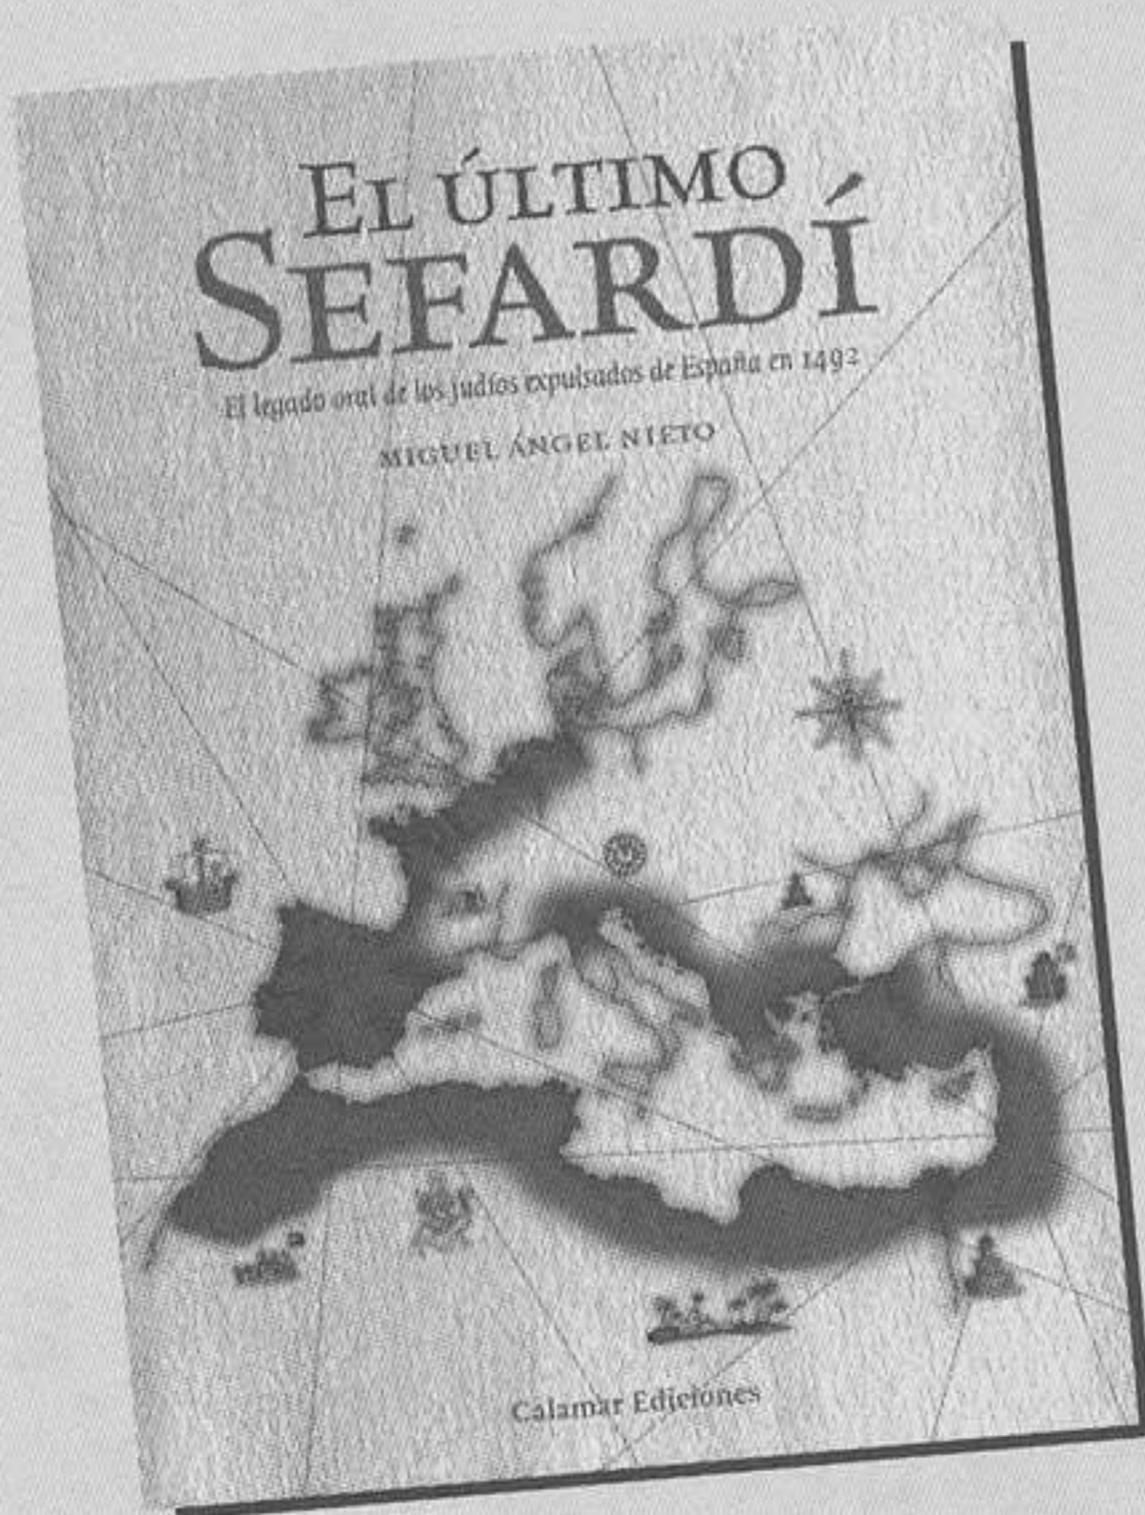 EL ÚLTIMO
SEFARDÍ
El legado oral de los judíos expulsados de España en 1492
MIGUEL ÁNGEL NIETO
Calamar Ediciones